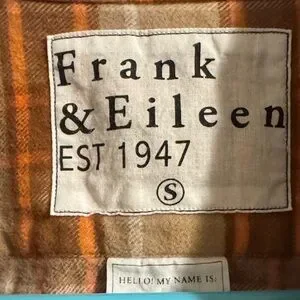 Frank
&Eileen
EST 1947
S
HELLO! MY NAME IS: